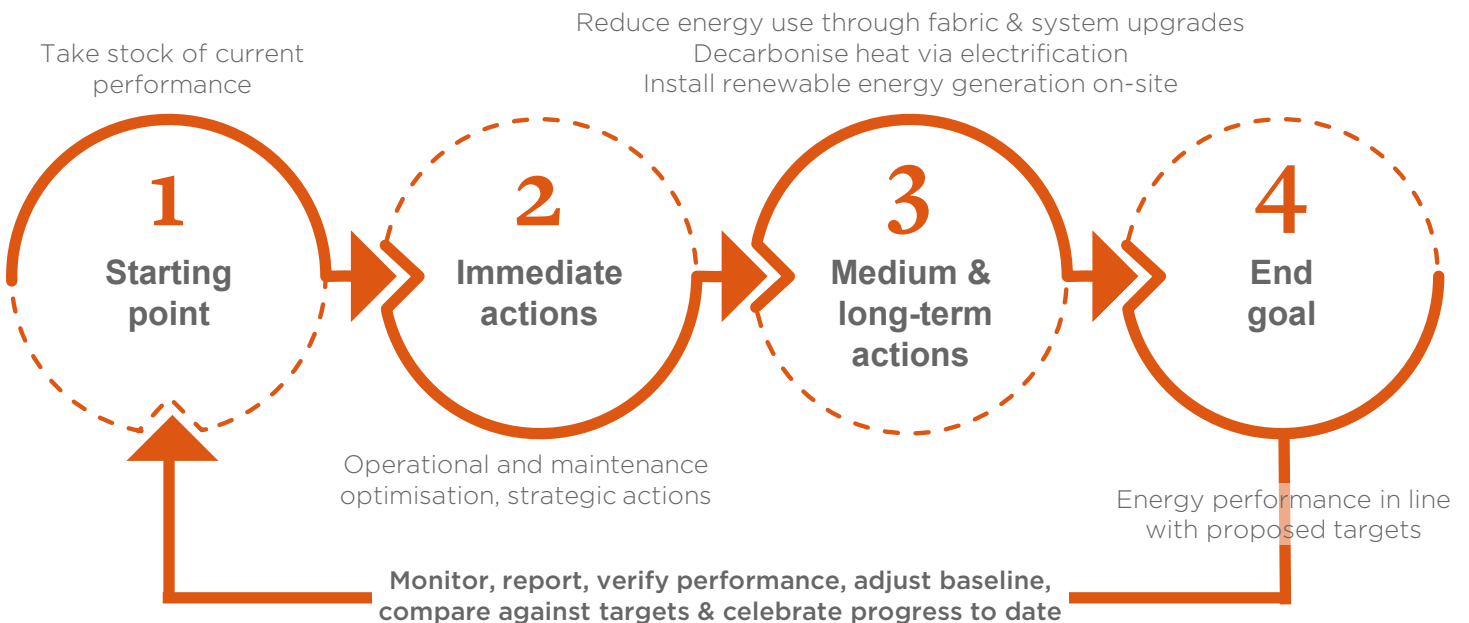 Take stock of current
performance
1
Starting
point
2
Immediate
actions
Operational and maintenance
optimisation, strategic actions
Reduce energy use through fabric & system upgrades
Decarbonise heat via electrification
Install renewable energy generation on-site
3
Medium &
long-term
actions
4
End
goal
Energy performance in line
with proposed targets
Monitor, report, verify performance, adjust baseline,
compare against targets & celebrate progress to date